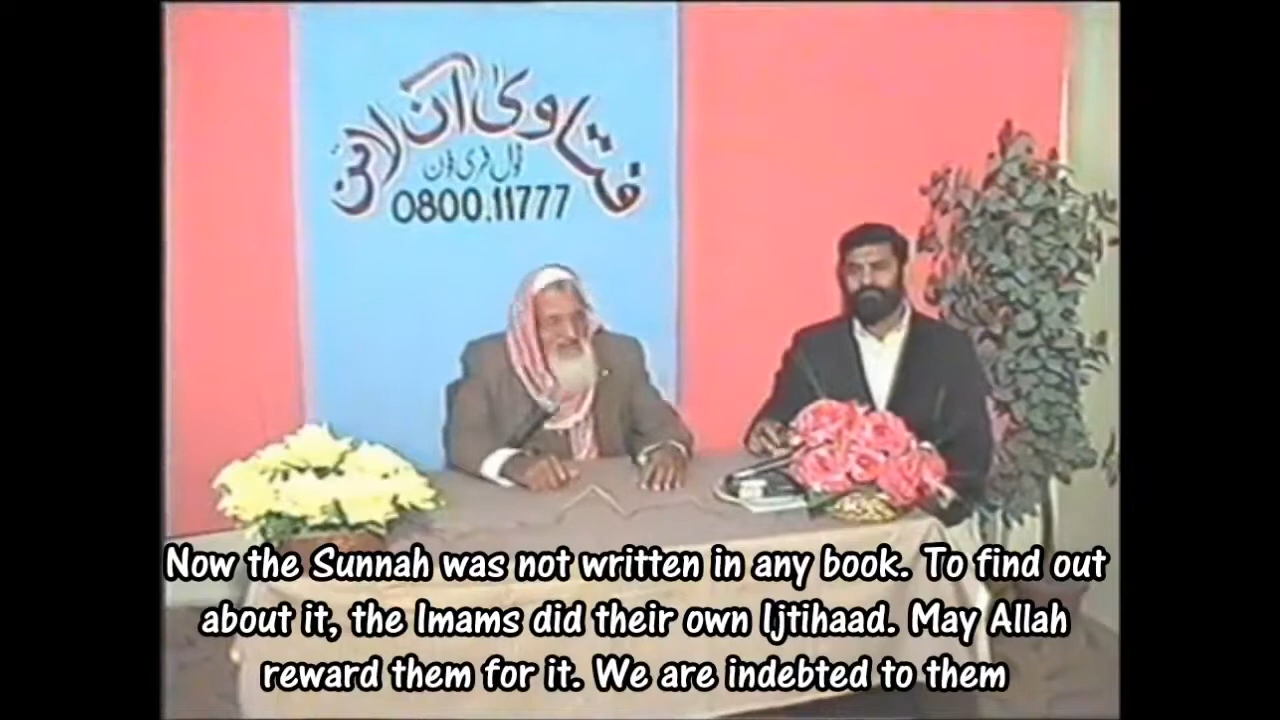 فتاویٰ آن لائن
ٹول فری فون
0800.11777
Now the Sunnah was not written in any book. To find out
about it, the Imams did their own Ijtihaad. May Allah
reward them for it. We are indebted to them